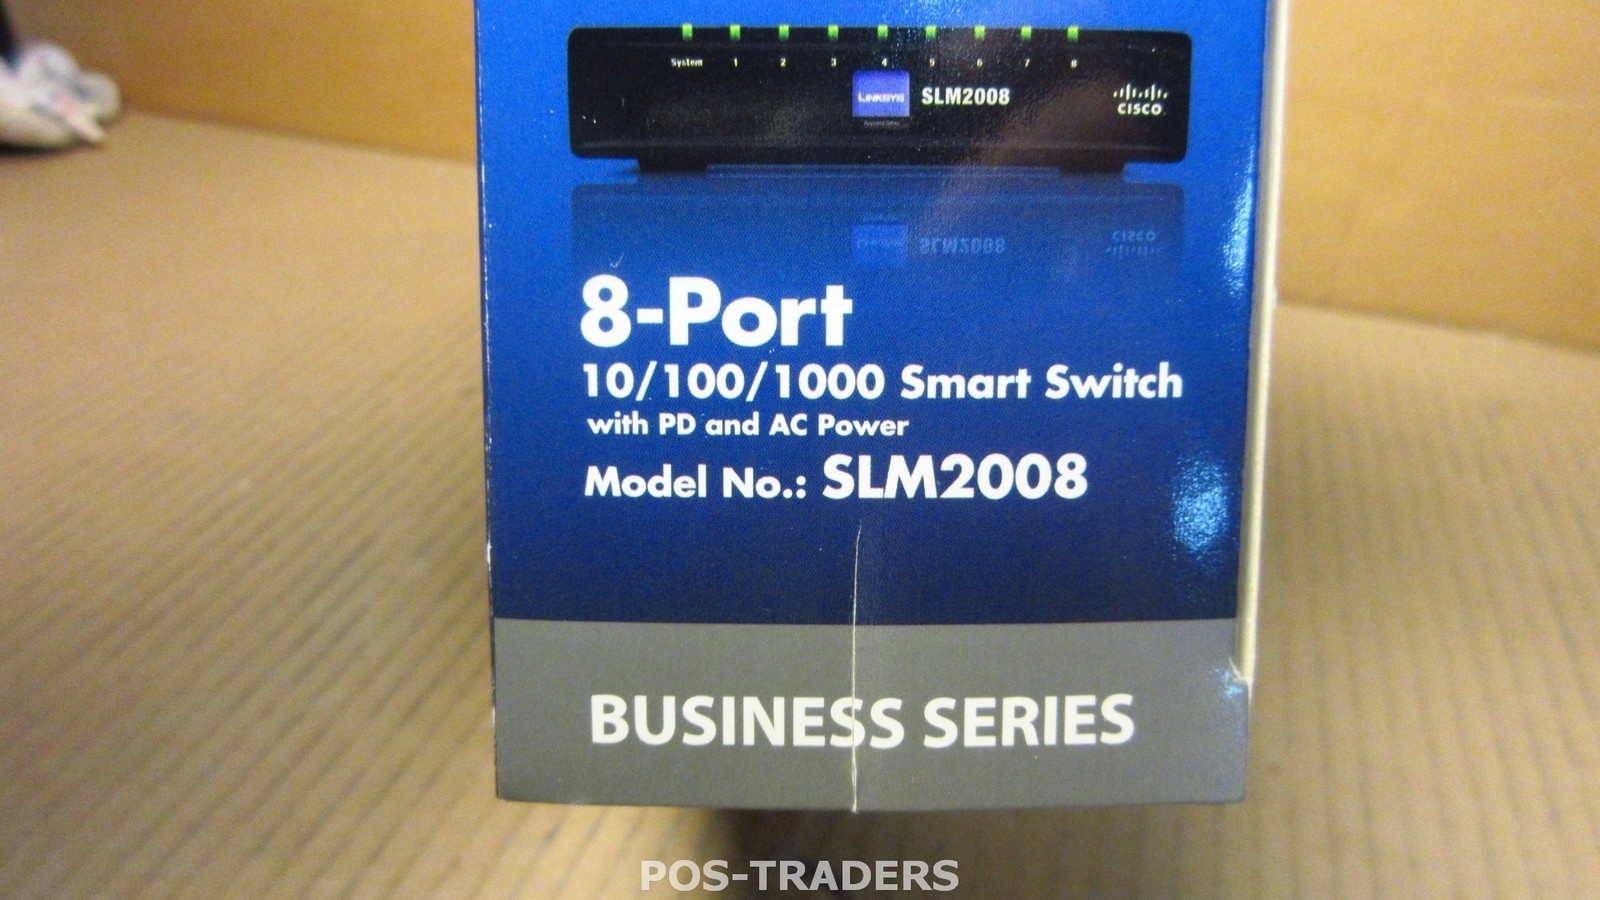 System 1 2 3 4 5 6 7 8
LINKSYS SLM2008 CISCO
8-Port
10/100/1000 Smart Switch
with PD and AC Power
Model No.: SLM2008
BUSINESS SERIES
POS-TRADERS